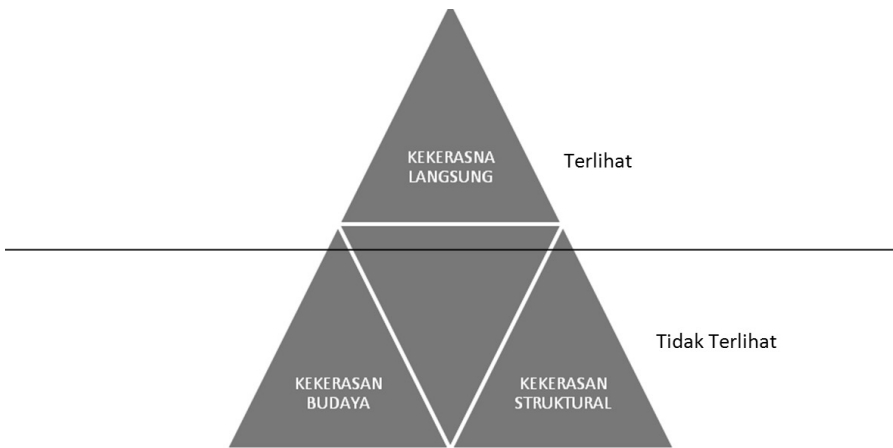 KEKERASNA
LANGSUNG
Terlihat
Tidak Terlihat
KEKERASAN
BUDAYA
KEKERASAN
STRUKTURAL